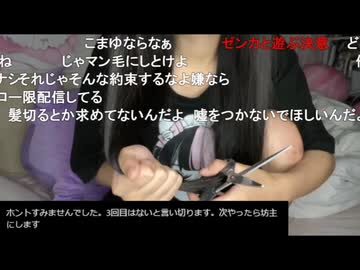 こまゆならなぁ
ゼンカと遊ぶ決意
ど
ね
じゃマン毛にしとけよ
ナシそれじゃそんな約束するなよ嫌なら
ロー限配信してる
髪切るとか求めてないんだよ 嘘をつかないでほしいんだよ
ホントすみませんでした。3回目はないと言い切ります。次やったら坊主
にします